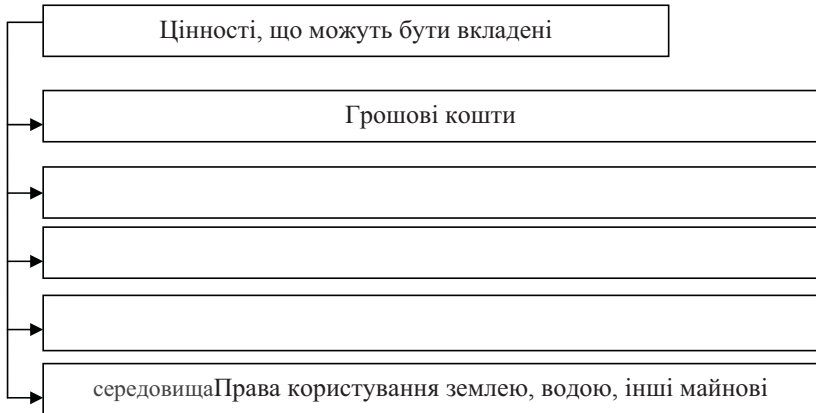 Цінності, що можуть бути вкладені
Грошові кошти
середовищаПрава користування землею, водою, інші майнові